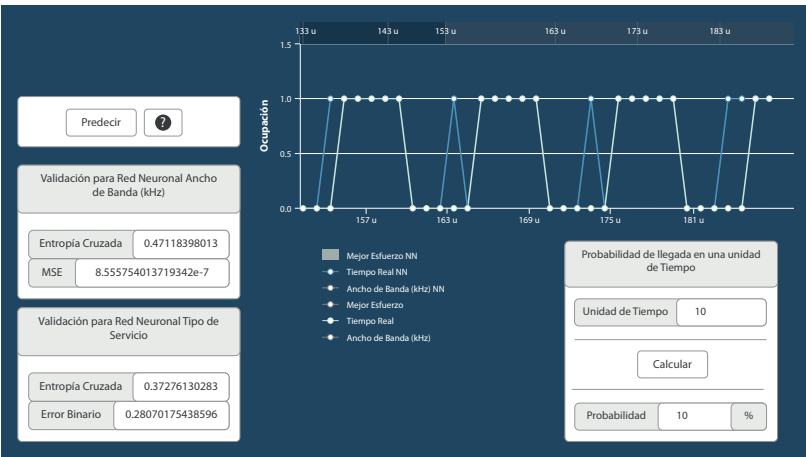 133 u 143 u 153 u 163 u 173 u 183 u
1.5
1.0
0.5
0.0
Ocupación
157 u 163 u 169 u 175 u 181 u
Predecir ?
Validación para Red Neuronal Ancho
de Banda (kHz)
Entropía Cruzada 0.47118398013
MSE 8.555754013719342e-7
Validación para Red Neuronal Tipo de
Servicio
Entropía Cruzada 0.37276130283
Error Binario 0.28070175438596
Mejor Esfuerzo NN
Tiempo Real NN
Ancho de Banda (kHz) NN
Mejor Esfuerzo
Tiempo Real
Ancho de Banda (kHz)
Probabilidad de llegada en una unidad
de Tiempo
Unidad de Tiempo 10
Calcular
Probabilidad 10 %